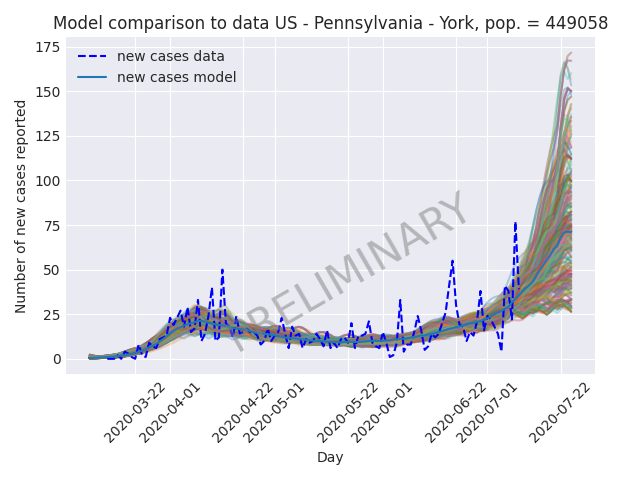 Model comparison to data US - Pennsylvania - York, pop. = 449058
new cases data
new cases model
Number of new cases reported
175
150
125
100
75
50
25
0
PRELIMINARY
2020-03-22
2020-04-01
2020-04-22
2020-05-01
2020-05-22
2020-06-01
2020-06-22
2020-07-01
2020-07-22
Day